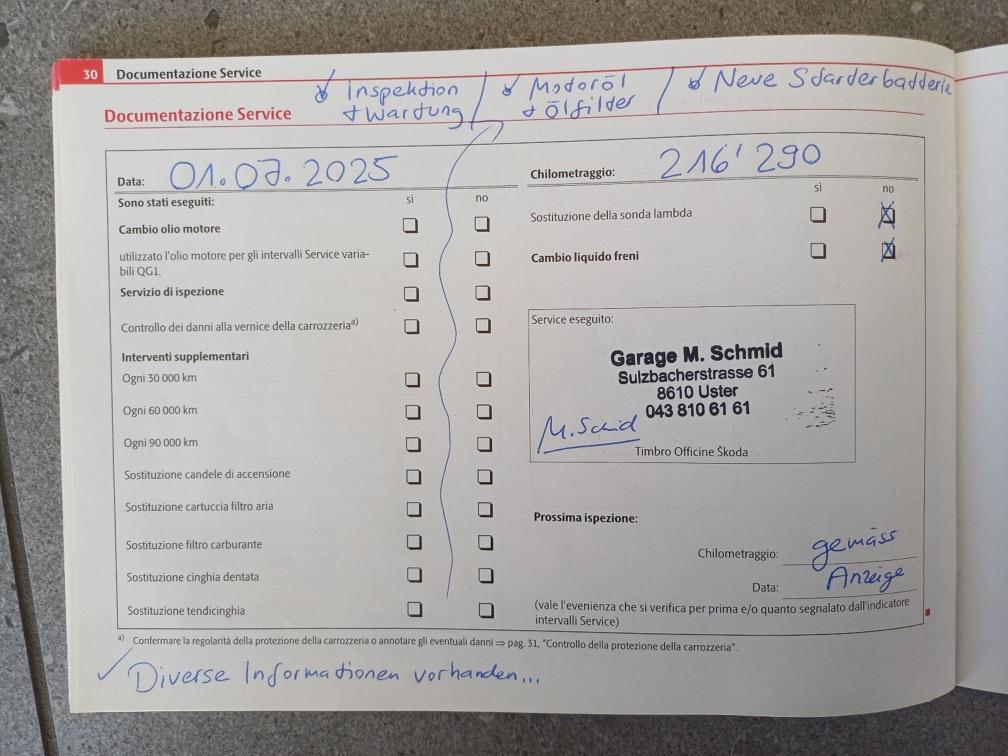 30 Documentazione Service
Inspektion / Motoröl / Neue Starterbatterie
+ Wartung + Ölfilter
Documentazione Service
Data: 01.07.2025
Sono stati eseguiti: sì no
Cambio olio motore
utilizzato l'olio motore per gli intervalli Service varia-
bili QG1.
Servizio di ispezione
Controllo dei danni alla vernice della carrozzeria a)
Interventi supplementari
Ogni 30 000 km
Ogni 60 000 km
Ogni 90 000 km
Sostituzione candele di accensione
Sostituzione cartuccia filtro aria
Sostituzione filtro carburante
Sostituzione cinghia dentata
Sostituzione tendicinghia
Chilometraggio: 216'290
sì no
Sostituzione della sonda lambda
Cambio liquido freni
Service eseguito:
Garage M. Schmid
Sulzbacherstrasse 61
8610 Uster
043 810 61 61
Timbro Officine Škoda
Prossima ispezione:
Chilometraggio: gemäss
Data: Anzeige
(vale l'evenienza che si verifica per prima e/o quanto segnalato dall'indicatore
intervalli Service)
a) Confermare la regolarità della protezione della carrozzeria o annotare gli eventuali danni ⇒ pag. 31, "Controllo della protezione della carrozzeria".
Diverse Informationen vorhanden...